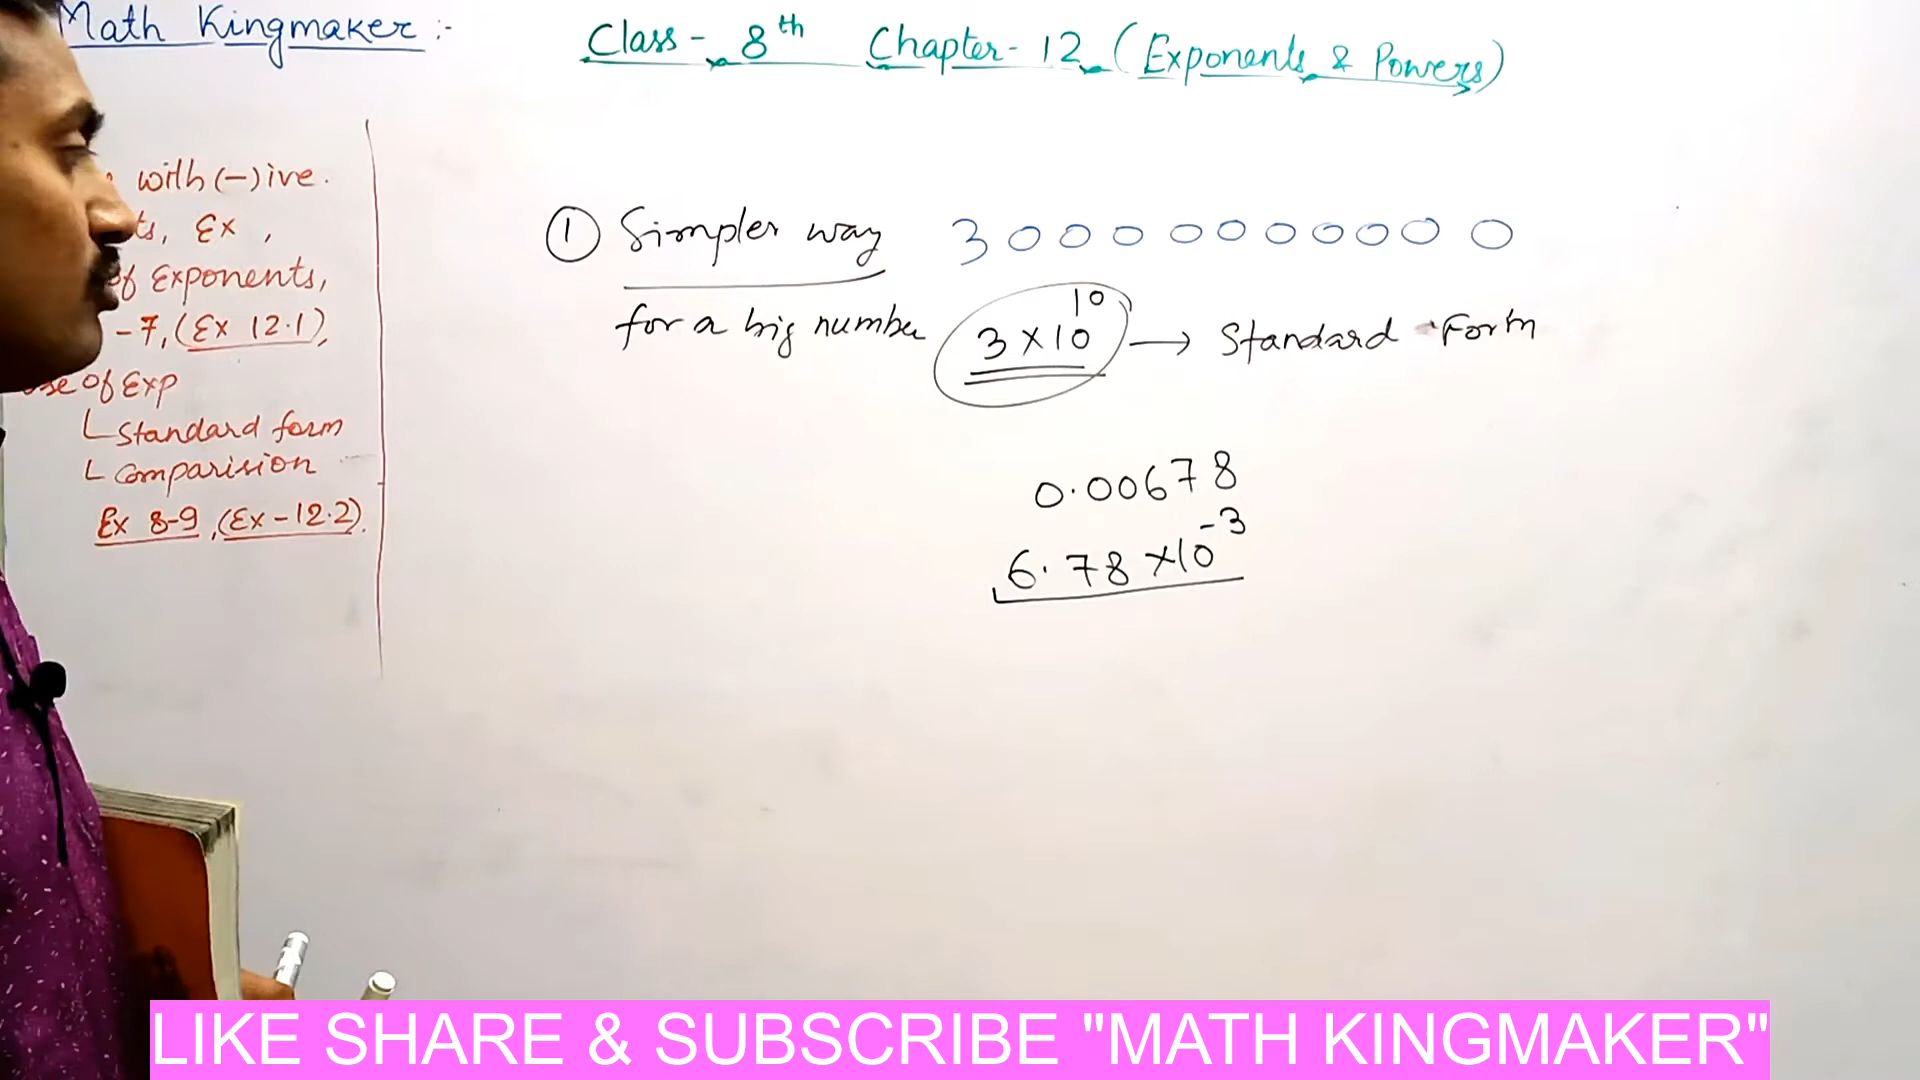 Math Kingmaker :-
Class - 8th Chapter - 12 (Exponents & Powers)
with (-)ive.
Ex ,
of Exponents,
-7, (Ex 12.1),
of Exp
Standard form
Comparision
Ex 8-9, (Ex - 12.2).
① Simpler way 30000000000
for a big number 3 × 10^10 → Standard Form
0.00678
6.78 × 10^-3
LIKE SHARE & SUBSCRIBE "MATH KINGMAKER"